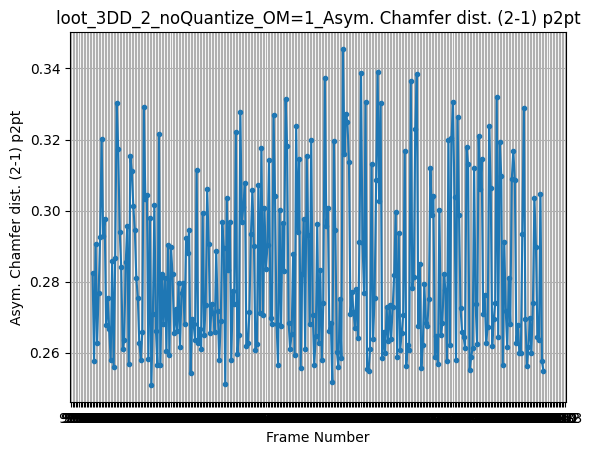 loot_3DD_2_noQuantize_OM=1_Asym. Chamfer dist. (2-1) p2pt
0.34
0.32
0.30
0.28
0.26
Asym. Chamfer dist. (2-1) p2pt
Frame Number